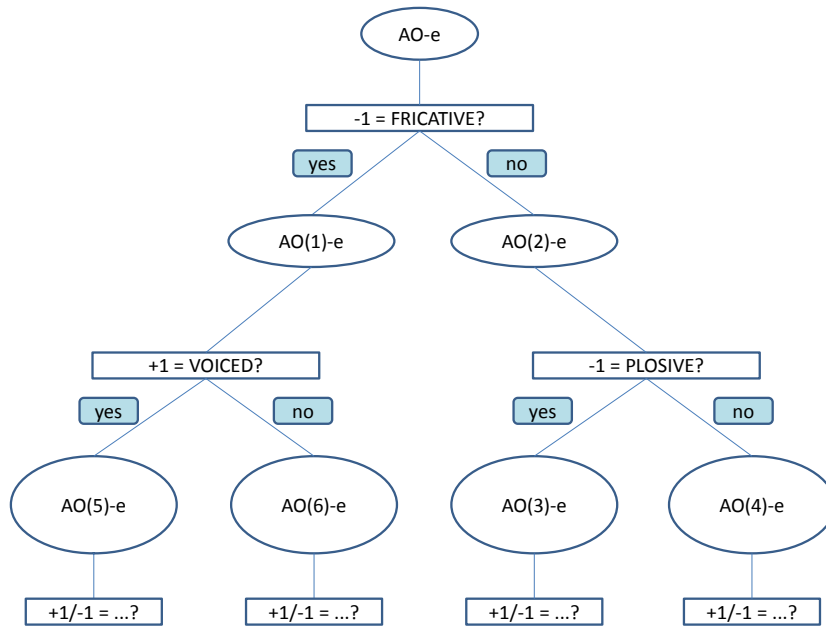 AO-e
-1 = FRICATIVE?
yes
no
AO(1)-e
AO(2)-e
+1 = VOICED?
-1 = PLOSIVE?
yes
no
yes
no
AO(5)-e
AO(6)-e
AO(3)-e
AO(4)-e
+1/-1 = ...?
+1/-1 = ...?
+1/-1 = ...?
+1/-1 = ...?